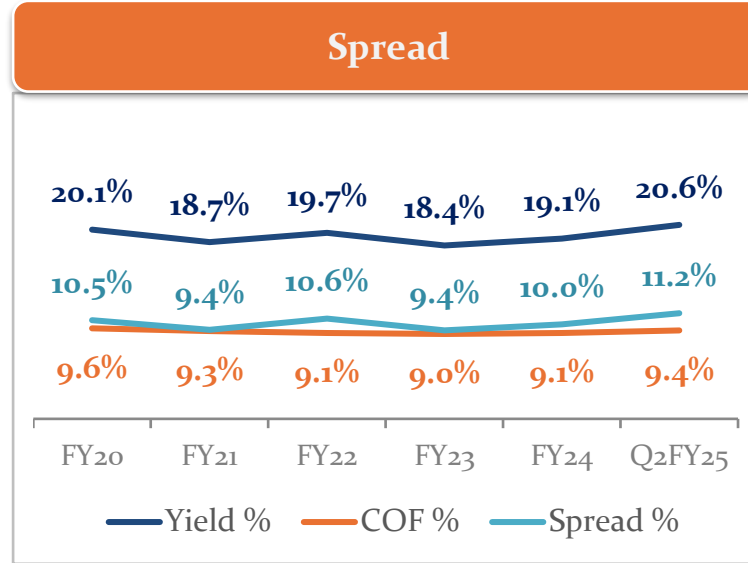 Spread
20.1% 18.7% 19.7% 18.4% 19.1% 20.6%
10.5% 9.4% 10.6% 9.4% 10.0% 11.2%
9.6% 9.3% 9.1% 9.0% 9.1% 9.4%
FY20 FY21 FY22 FY23 FY24 Q2FY25
Yield % COF % Spread %